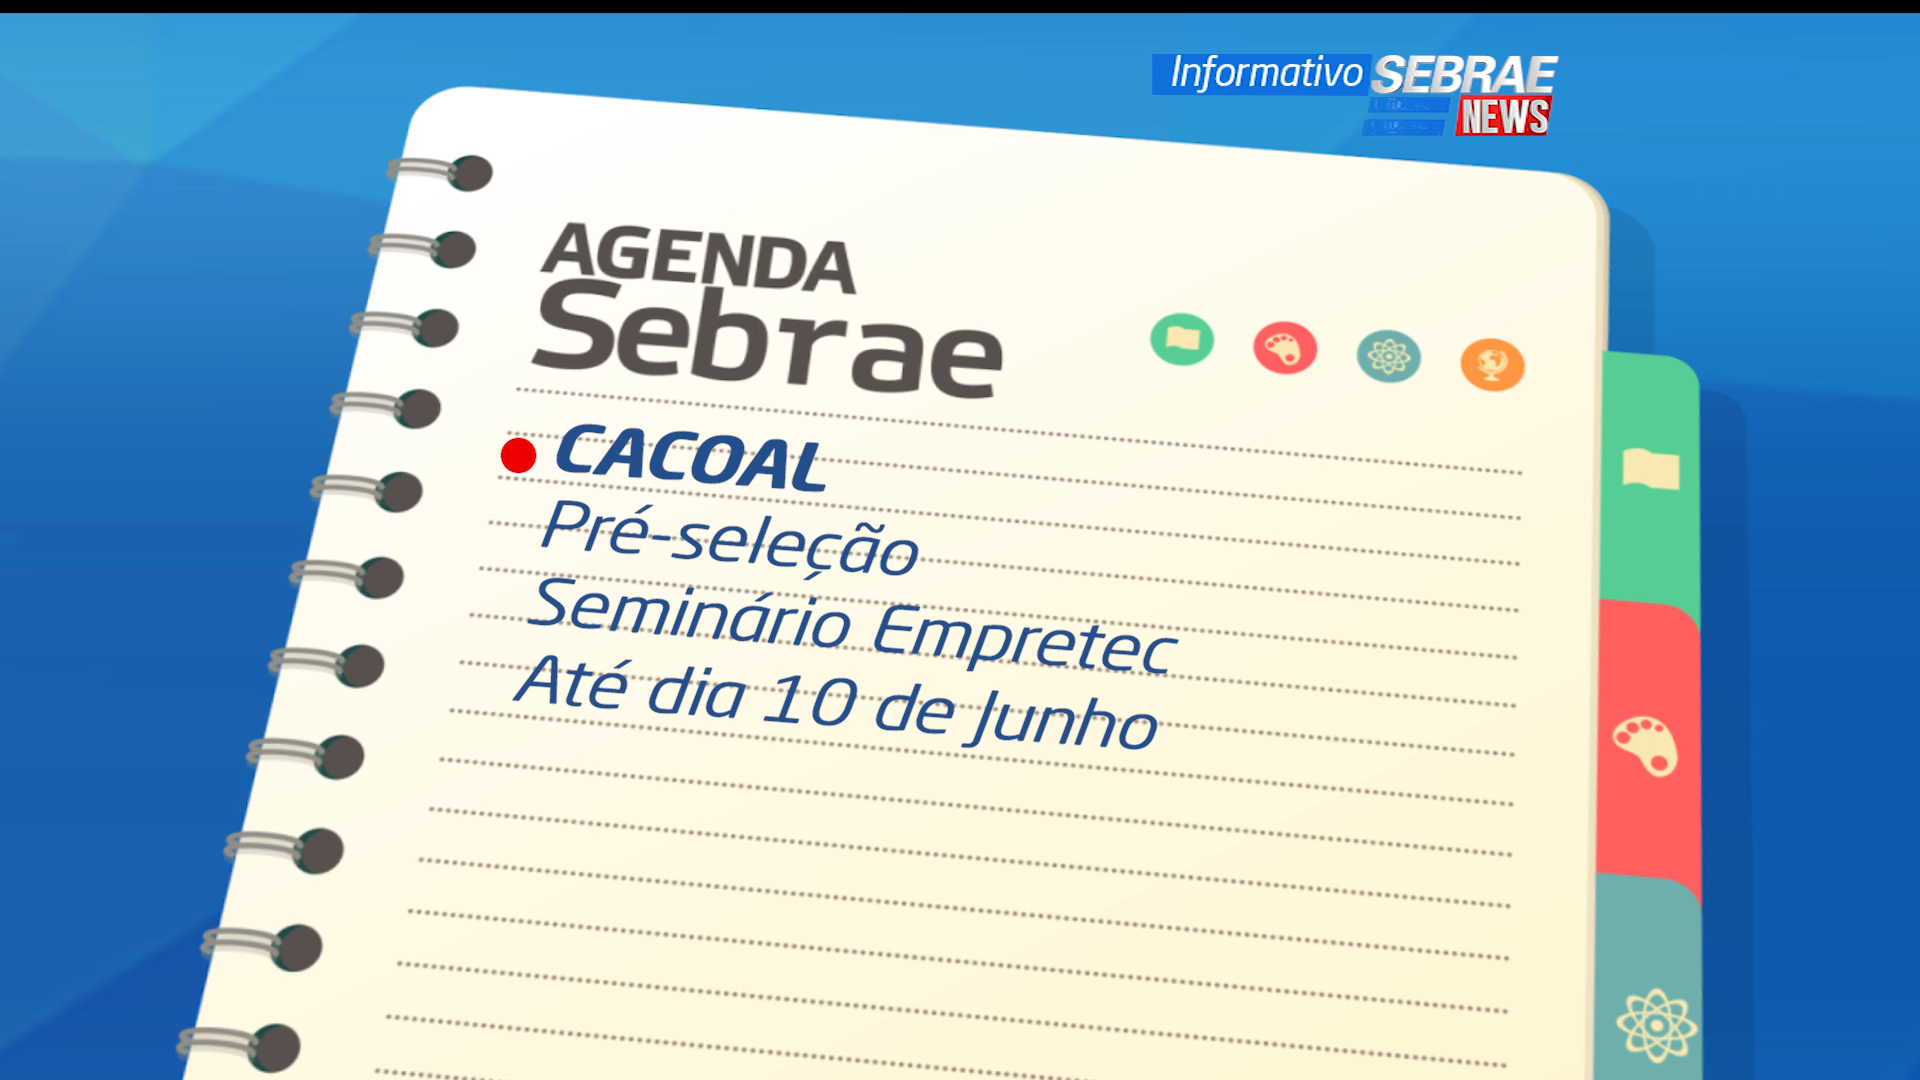 Informativo SEBRAE
NEWS
AGENDA
Sebrae
CACOAL
Pré-seleção
Seminário Empretec
Até dia 10 de Junho